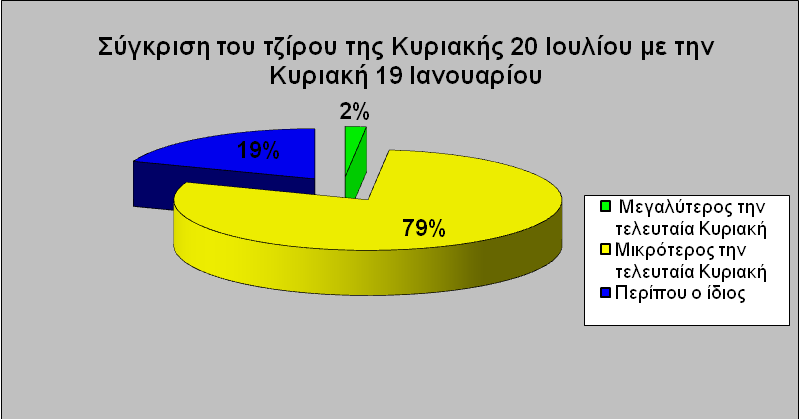 Σύγκριση του τζίρου της Κυριακής 20 Ιουλίου με την
Κυριακή 19 Ιανουαρίου
2%
19%
79%
Μεγαλύτερος την
τελευταία Κυριακή
Μικρότερος την
τελευταία Κυριακή
Περίπου ο ίδιος